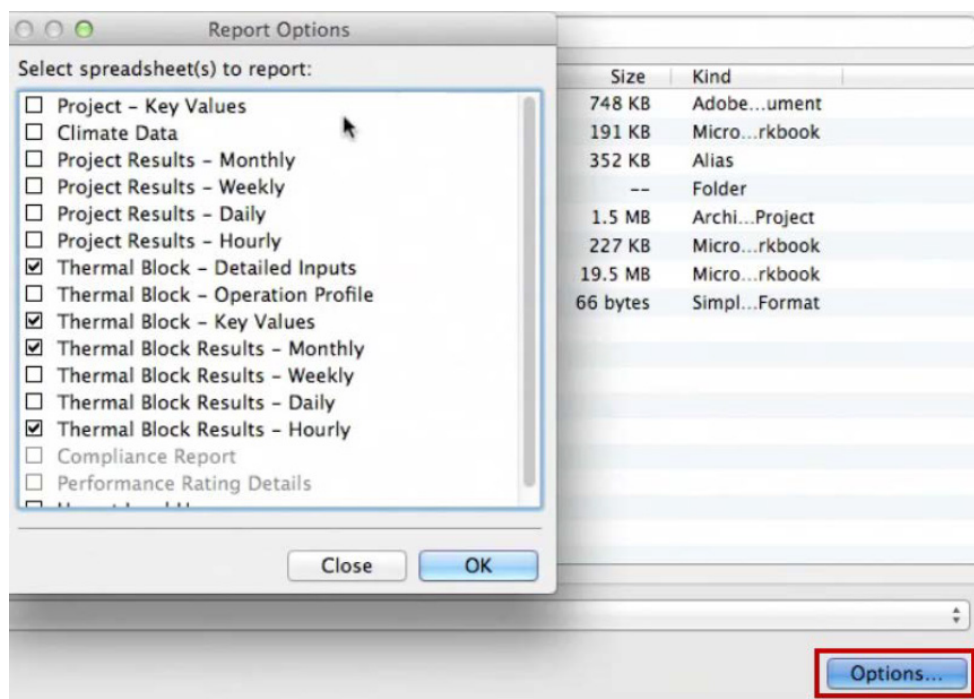 Report Options
Select spreadsheet(s) to report:
Project – Key Values
Climate Data
Project Results – Monthly
Project Results – Weekly
Project Results – Daily
Project Results – Hourly
Thermal Block – Detailed Inputs
Thermal Block – Operation Profile
Thermal Block – Key Values
Thermal Block Results – Monthly
Thermal Block Results – Weekly
Thermal Block Results – Daily
Thermal Block Results – Hourly
Compliance Report
Performance Rating Details
Close OK
Size Kind
748 KB Adobe...ument
191 KB Micro...rkbook
352 KB Alias
-- Folder
1.5 MB Archi...Project
227 KB Micro...rkbook
19.5 MB Micro...rkbook
66 bytes Simpl...Format
Options...